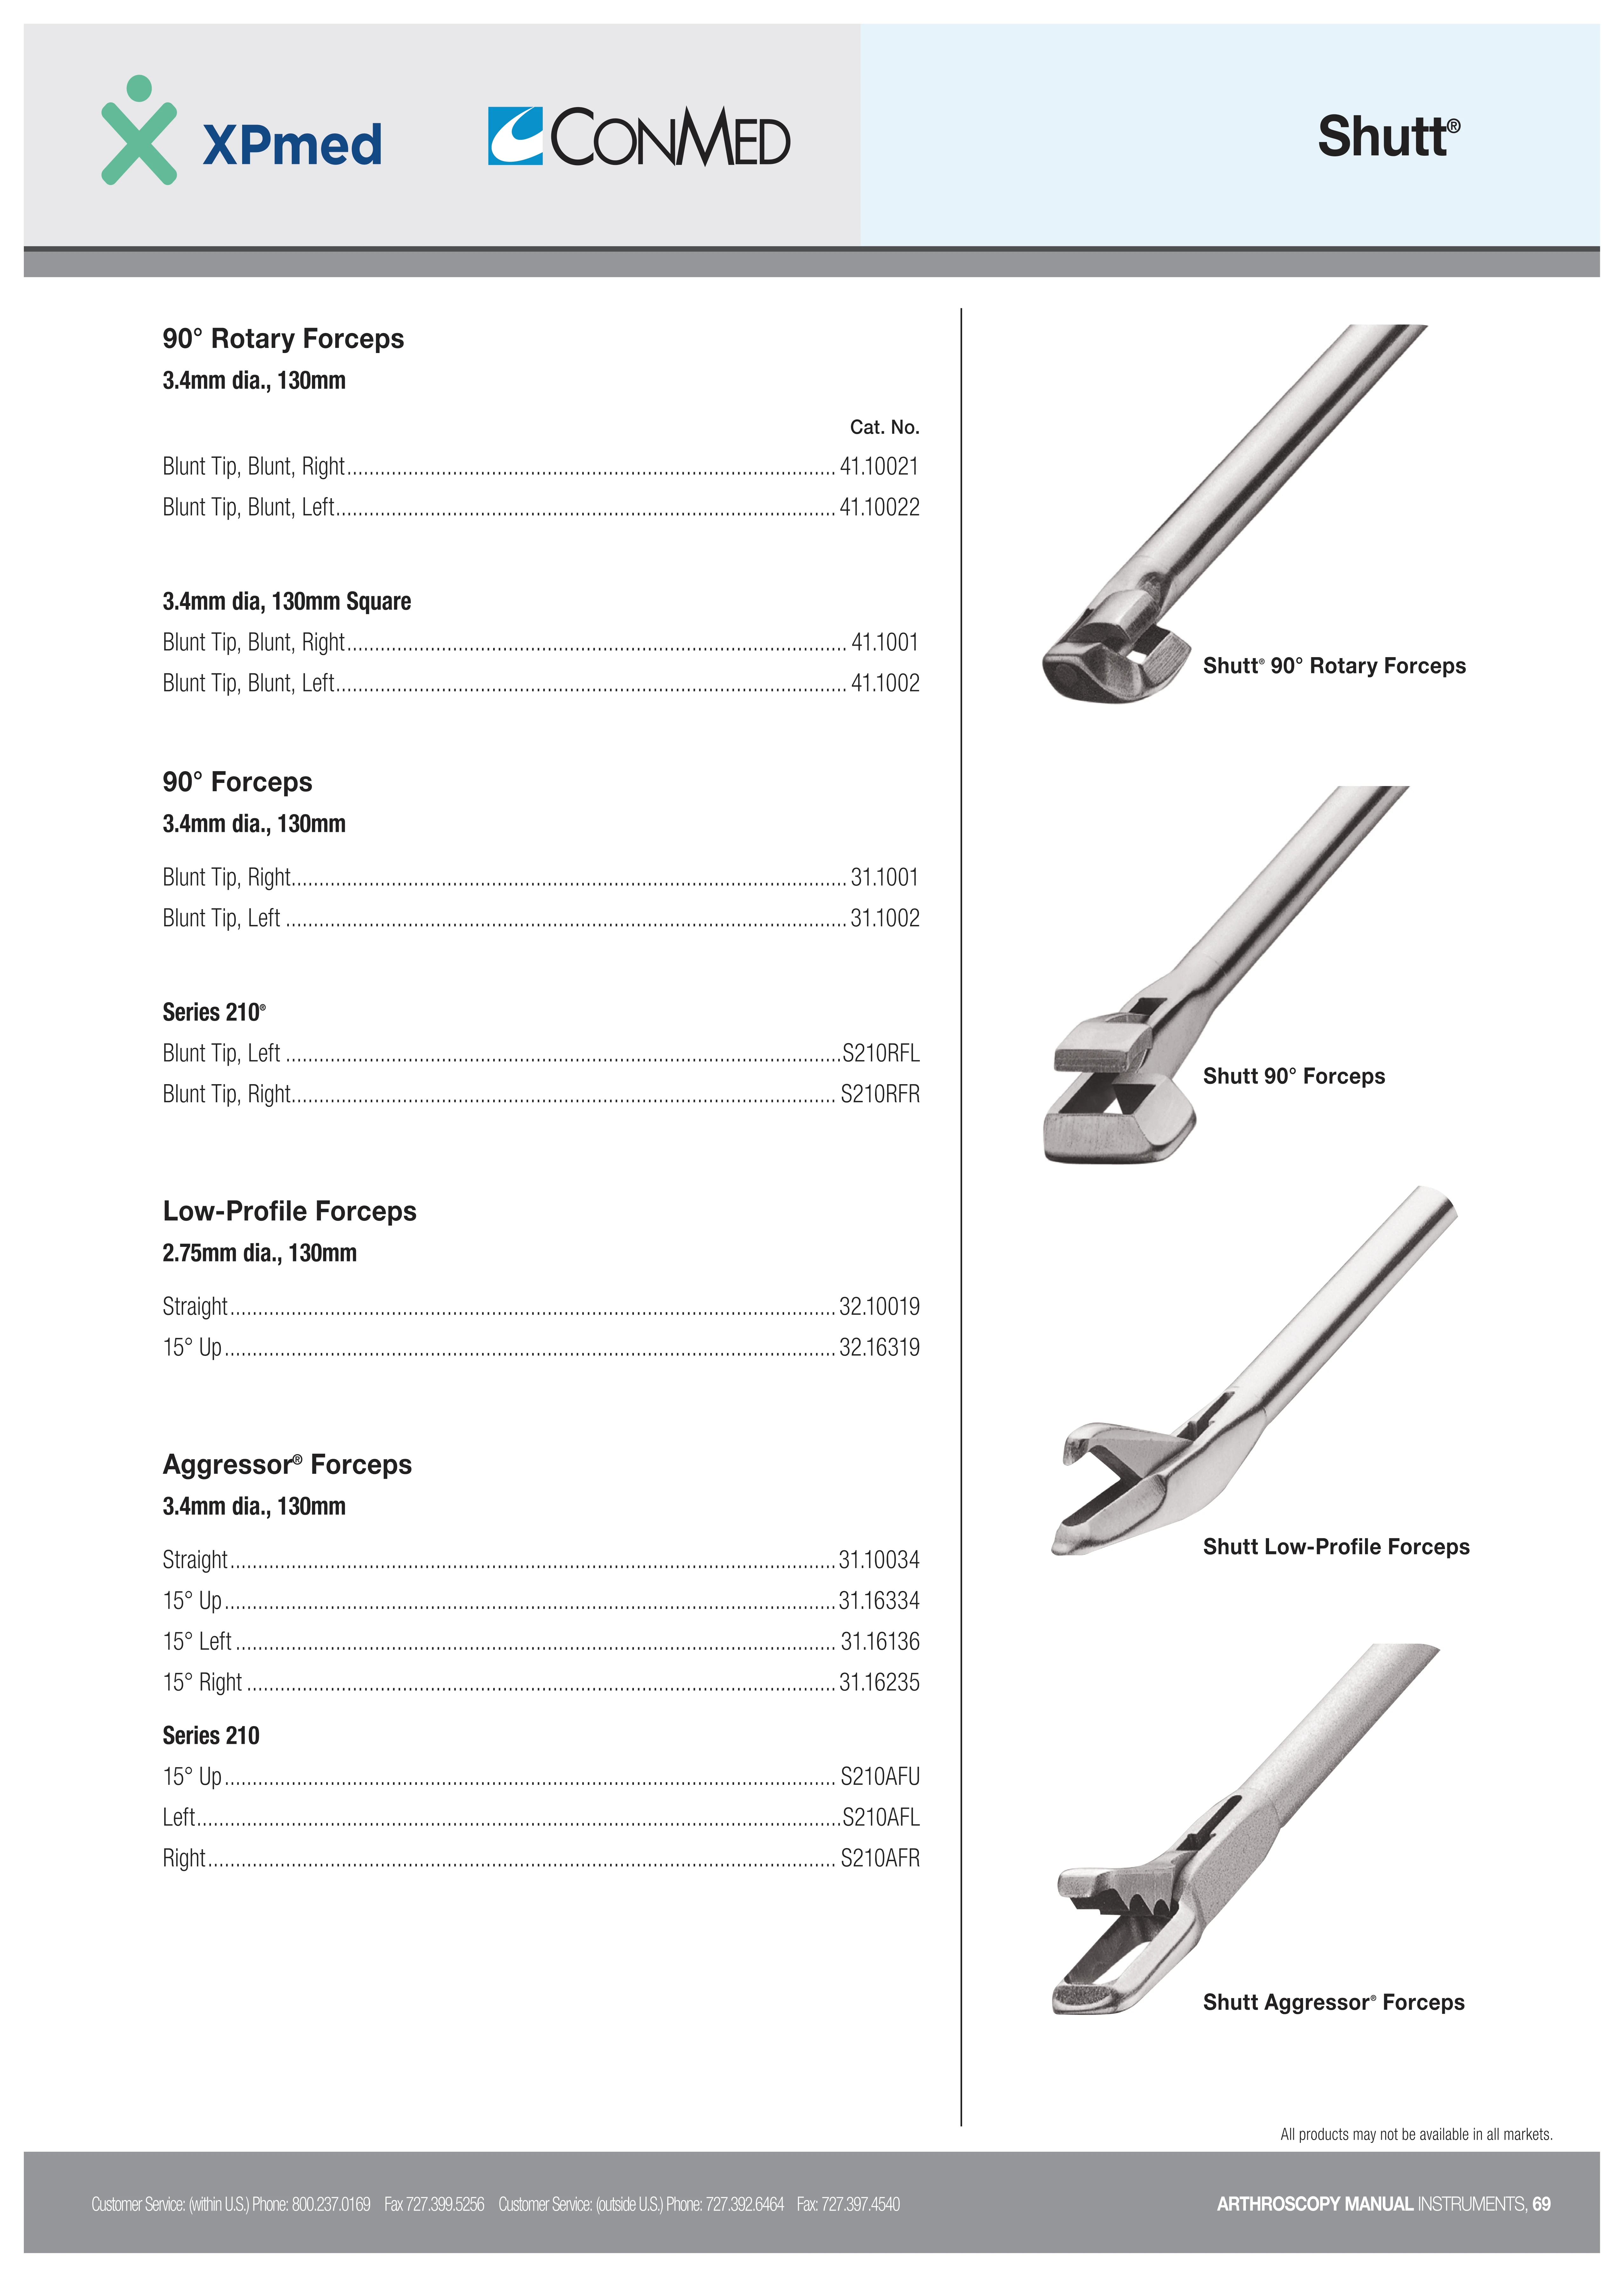 XPmed
CONMED
Shutt®
90° Rotary Forceps
3.4mm dia., 130mm
Cat. No.
Blunt Tip, Blunt, Right........................................................................................ 41.10021
Blunt Tip, Blunt, Left.......................................................................................... 41.10022
3.4mm dia, 130mm Square
Blunt Tip, Blunt, Right.......................................................................................... 41.1001
Blunt Tip, Blunt, Left............................................................................................ 41.1002
90° Forceps
3.4mm dia., 130mm
Blunt Tip, Right.................................................................................................... 31.1001
Blunt Tip, Left ..................................................................................................... 31.1002
Series 210®
Blunt Tip, Left ....................................................................................................S210RFL
Blunt Tip, Right.................................................................................................. S210RFR
Low-Profile Forceps
2.75mm dia., 130mm
Straight............................................................................................................. 32.10019
15° Up.............................................................................................................. 32.16319
Aggressor® Forceps
3.4mm dia., 130mm
Straight............................................................................................................. 31.10034
15° Up.............................................................................................................. 31.16334
15° Left ............................................................................................................ 31.16136
15° Right .......................................................................................................... 31.16235
Series 210
15° Up.............................................................................................................. S210AFU
Left....................................................................................................................S210AFL
Right................................................................................................................. S210AFR
Shutt® 90° Rotary Forceps
Shutt 90° Forceps
Shutt Low-Profile Forceps
Shutt Aggressor® Forceps
All products may not be available in all markets.
Customer Service: (within U.S.) Phone: 800.237.0169 Fax 727.399.5256 Customer Service: (outside U.S.) Phone: 727.392.6464 Fax: 727.397.4540
ARTHROSCOPY MANUAL INSTRUMENTS, 69